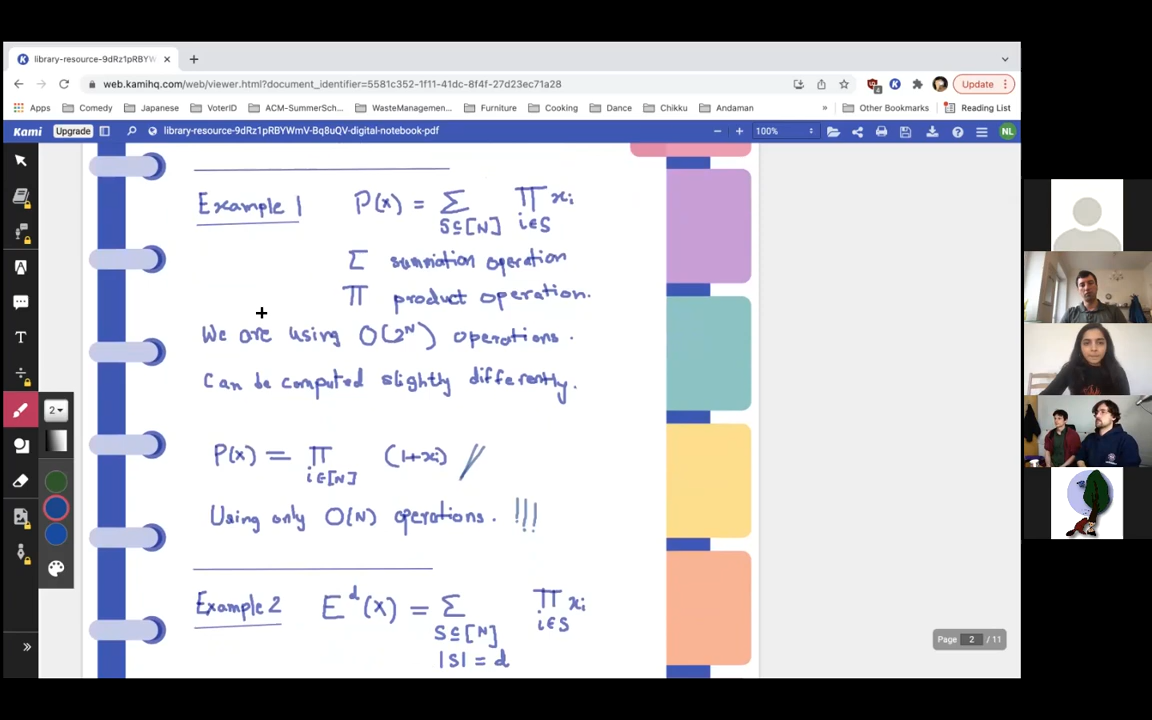 library-resource-9dRz1pRBYW
web.kamihq.com/web/viewer.html?document_identifier=5581c352-1f11-41dc-8f4f-27d23ec71a28
Update
Apps Comedy Japanese VoterID ACM-SummerSch... WasteManagemen... Furniture Cooking Dance Chikku Andaman » Other Bookmarks Reading List
Kami Upgrade library-resource-9dRz1pRBYWmV-Bq8uQV-digital-notebook-pdf 100% NL
Example 1 P(x) = Σ Π xi
S⊆[N] i∈S
Σ summation operation
Π product operation.
We are using O(2^N) operations.
Can be computed slightly differently.
P(x) = Π (1+xi) //
i∈[N]
Using only O(N) operations. !!!
Example 2 E^d(x) = Σ Π xi
S⊆[N] i∈S
|S| = d
2
Page 2 / 11